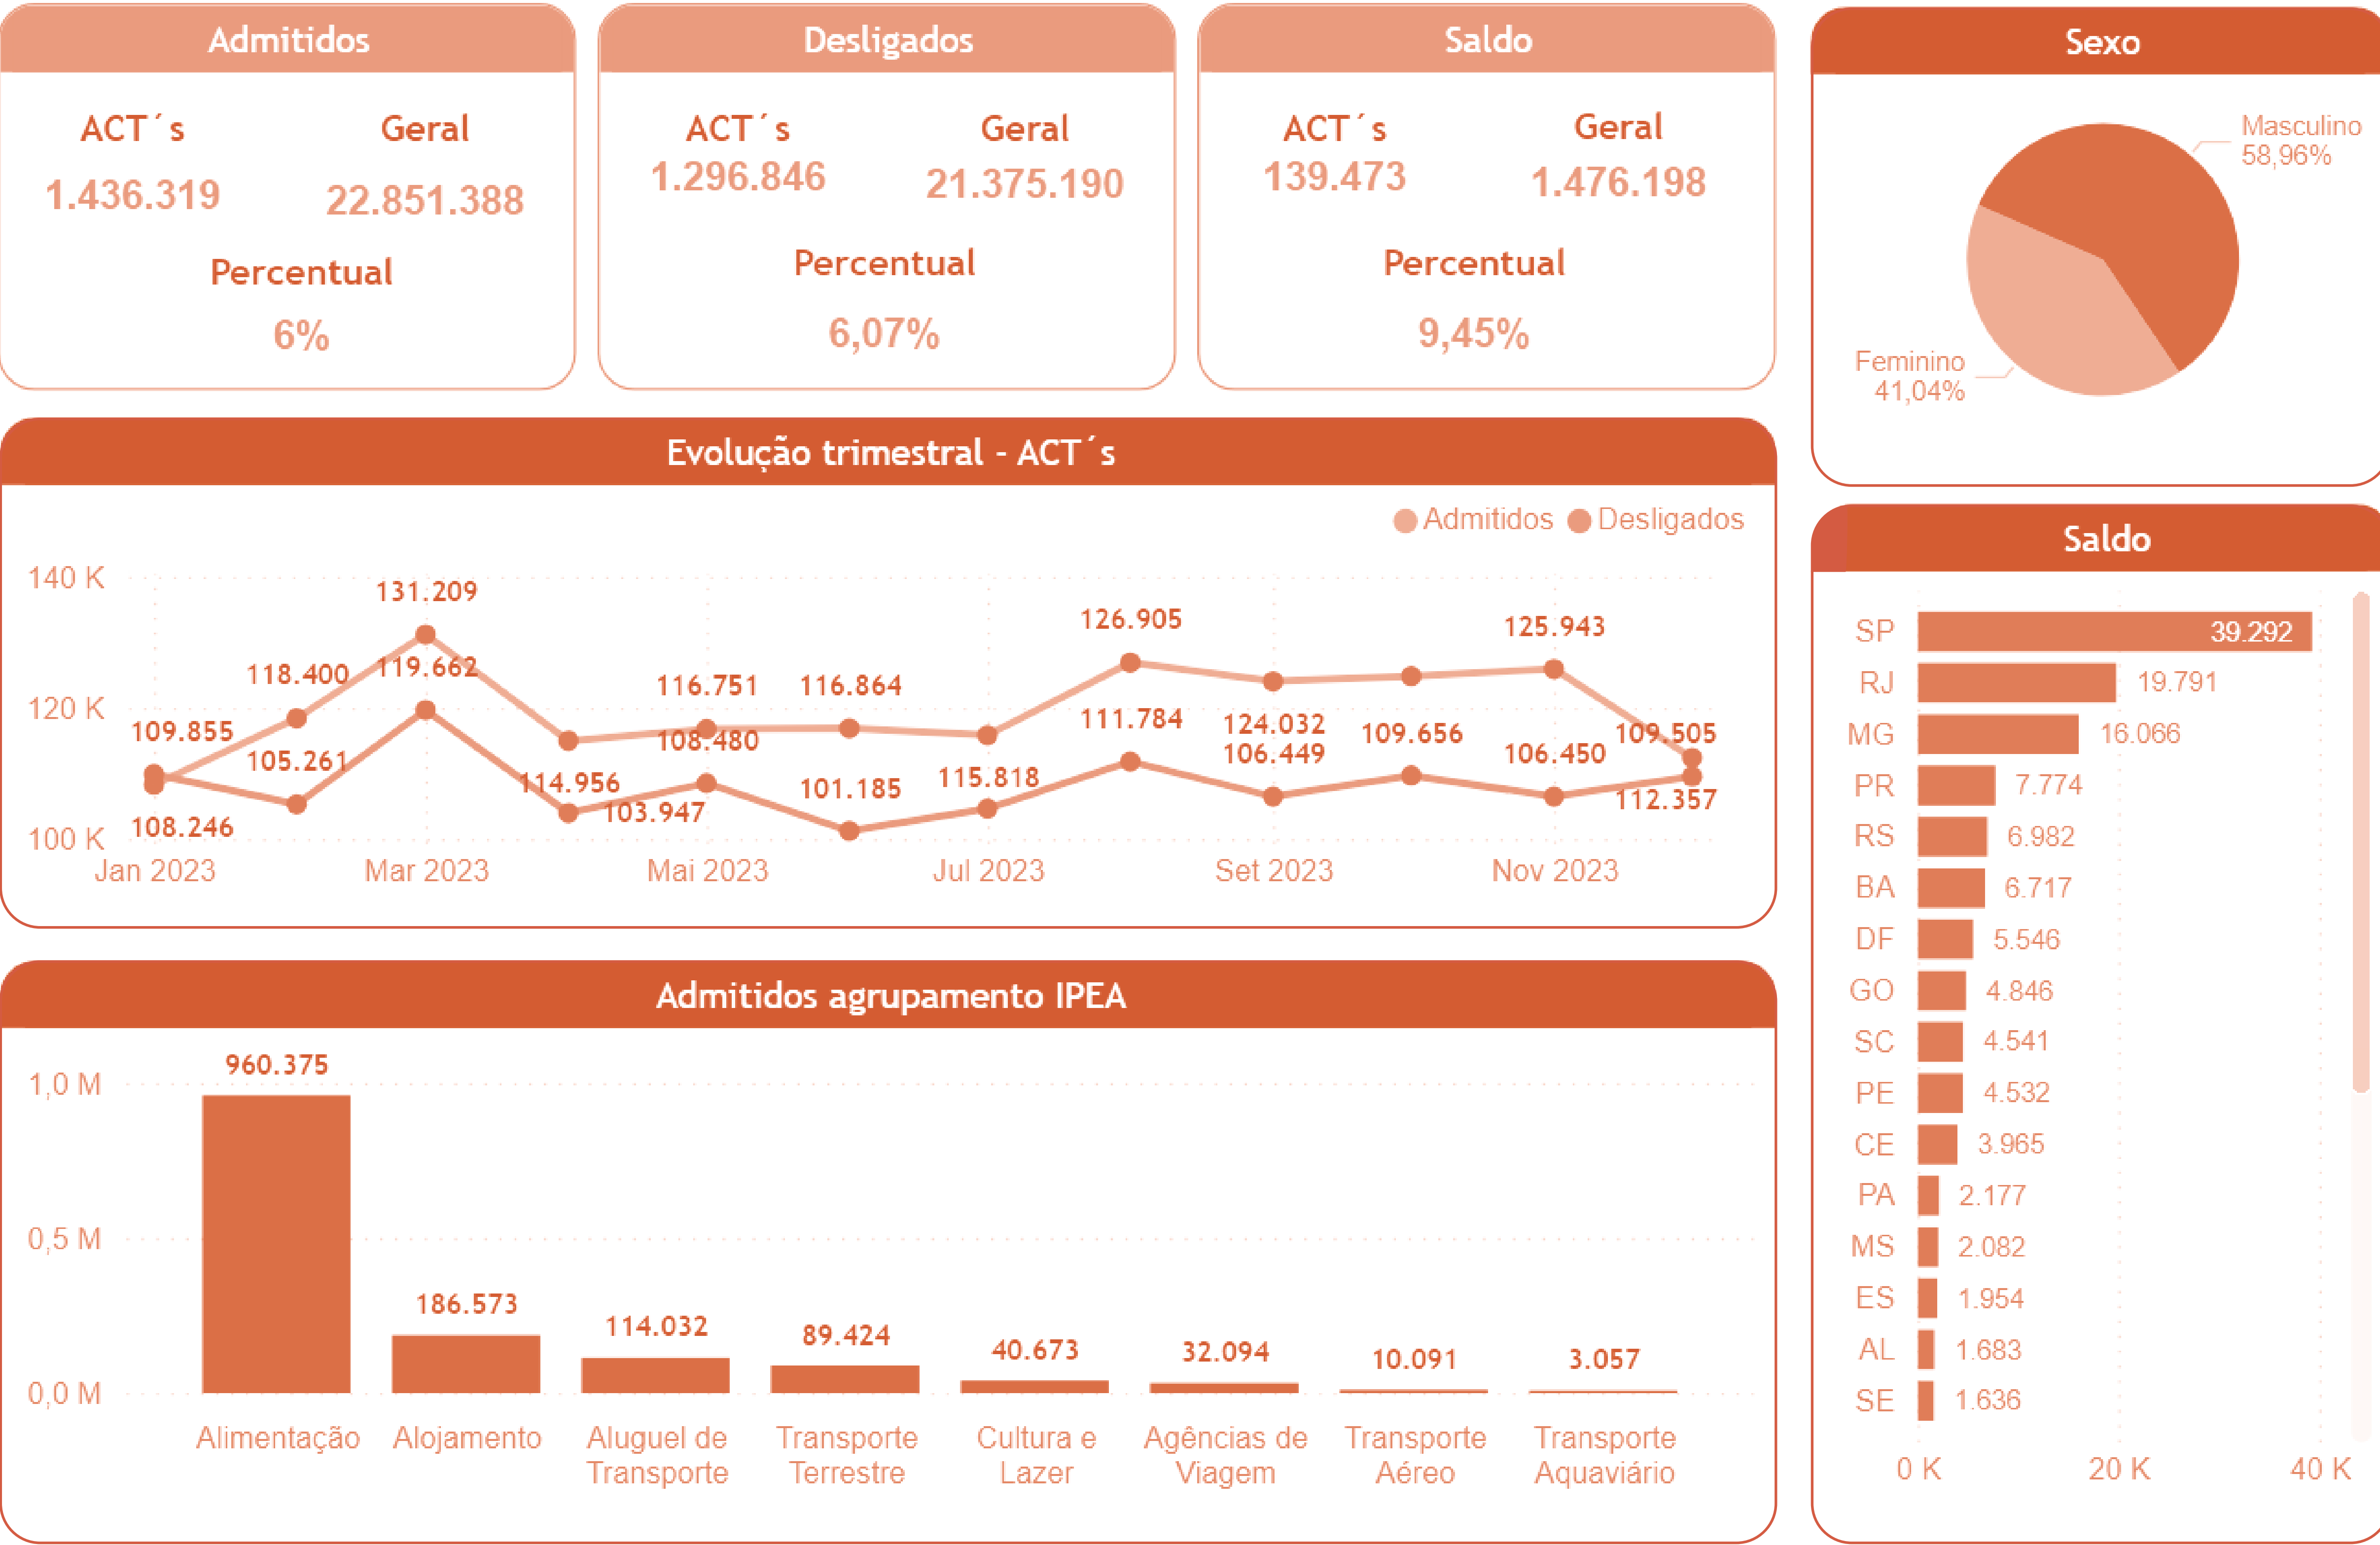 Admitidos
ACT´s Geral
1.436.319 22.851.388
Percentual
6%
Desligados
ACT´s Geral
1.296.846 21.375.190
Percentual
6,07%
Saldo
ACT´s Geral
139.473 1.476.198
Percentual
9,45%
Sexo
Masculino
58,96%
Feminino
41,04%
Evolução trimestral - ACT´s
Admitidos Desligados
140 K
120 K
100 K
131.209
126.905
125.943
118.400
119.662
116.751
116.864
109.855
105.261
108.480
111.784
124.032
106.449
109.656
106.450
109.505
108.246
114.956
103.947
101.185
115.818
112.357
Jan 2023 Mar 2023 Mai 2023 Jul 2023 Set 2023 Nov 2023
Admitidos agrupamento IPEA
1,0 M
0,5 M
0,0 M
960.375
186.573
114.032
89.424
40.673
32.094
10.091
3.057
Alimentação
Alojamento
Aluguel de
Transporte
Transporte
Terrestre
Cultura e
Lazer
Agências de
Viagem
Transporte
Aéreo
Transporte
Aquaviário
Saldo
SP 39.292
RJ 19.791
MG 16.066
PR 7.774
RS 6.982
BA 6.717
DF 5.546
GO 4.846
SC 4.541
PE 4.532
CE 3.965
PA 2.177
MS 2.082
ES 1.954
AL 1.683
SE 1.636
0 K 20 K 40 K